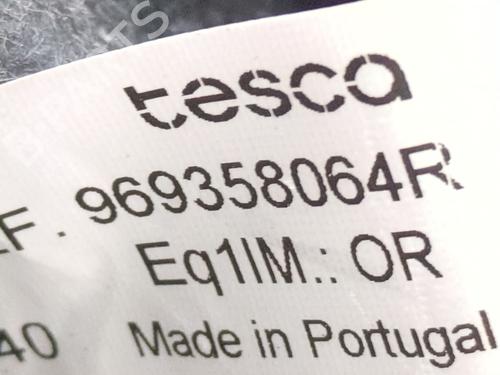 tesca
EF. 969358064R
Eq1IM.: OR
40 Made in Portugal